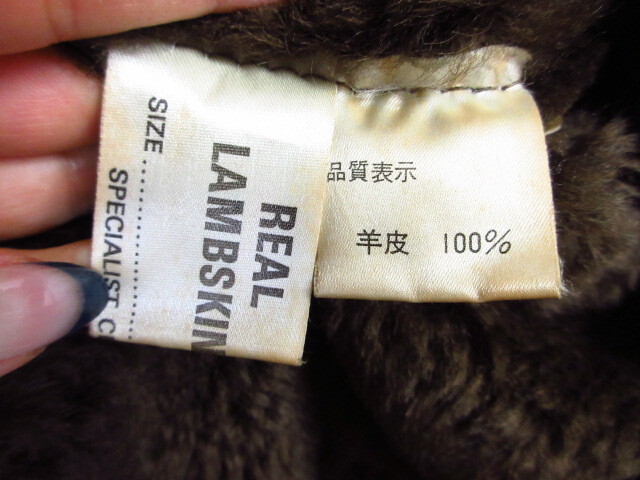 REAL
LAMBSKIN
SIZE
SPECIALIST
品質表示
羊皮 100%